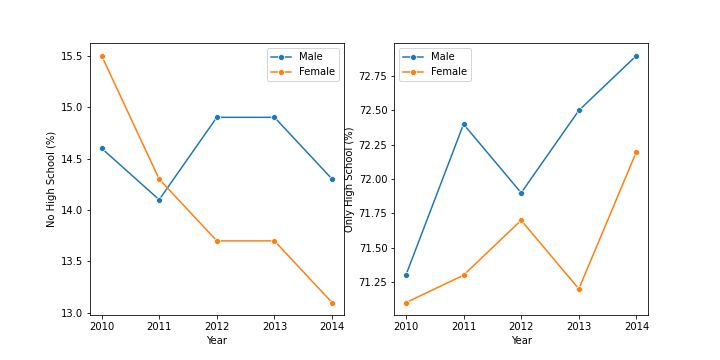 No High School (%)
15.5
15.0
14.5
14.0
13.5
13.0
2010 2011 2012 2013 2014
Year
Male
Female
Only High School (%)
72.75
72.50
72.25
72.00
71.75
71.50
71.25
2010 2011 2012 2013 2014
Year
Male
Female